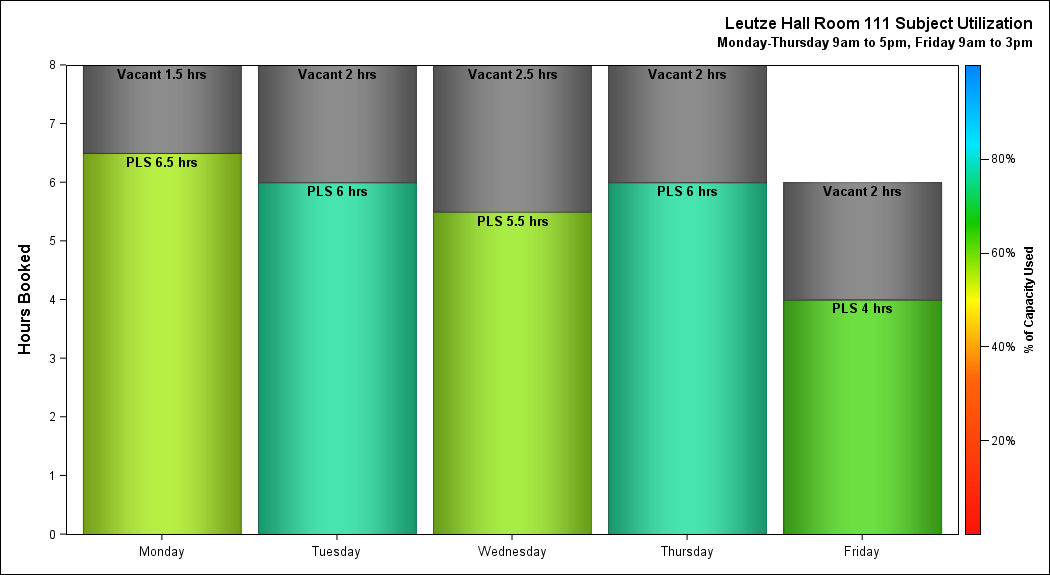 Leutze Hall Room 111 Subject Utilization
Monday-Thursday 9am to 5pm, Friday 9am to 3pm
Hours Booked
8
7
6
5
4
3
2
1
0
Vacant 1.5 hrs
PLS 6.5 hrs
Vacant 2 hrs
PLS 6 hrs
Vacant 2.5 hrs
PLS 5.5 hrs
Vacant 2 hrs
PLS 6 hrs
Vacant 2 hrs
PLS 4 hrs
Monday
Tuesday
Wednesday
Thursday
Friday
80%
60%
40%
20%
% of Capacity Used